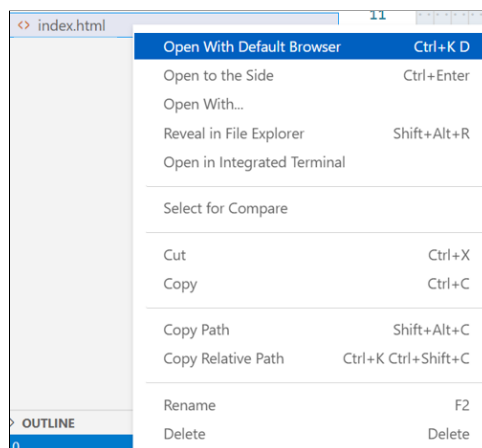 <> index.html
11
Open With Default Browser Ctrl+K D
Open to the Side Ctrl+Enter
Open With...
Reveal in File Explorer Shift+Alt+R
Open in Integrated Terminal
Select for Compare
Cut Ctrl+X
Copy Ctrl+C
Copy Path Shift+Alt+C
Copy Relative Path Ctrl+K Ctrl+Shift+C
Rename F2
> OUTLINE
Delete Delete
0